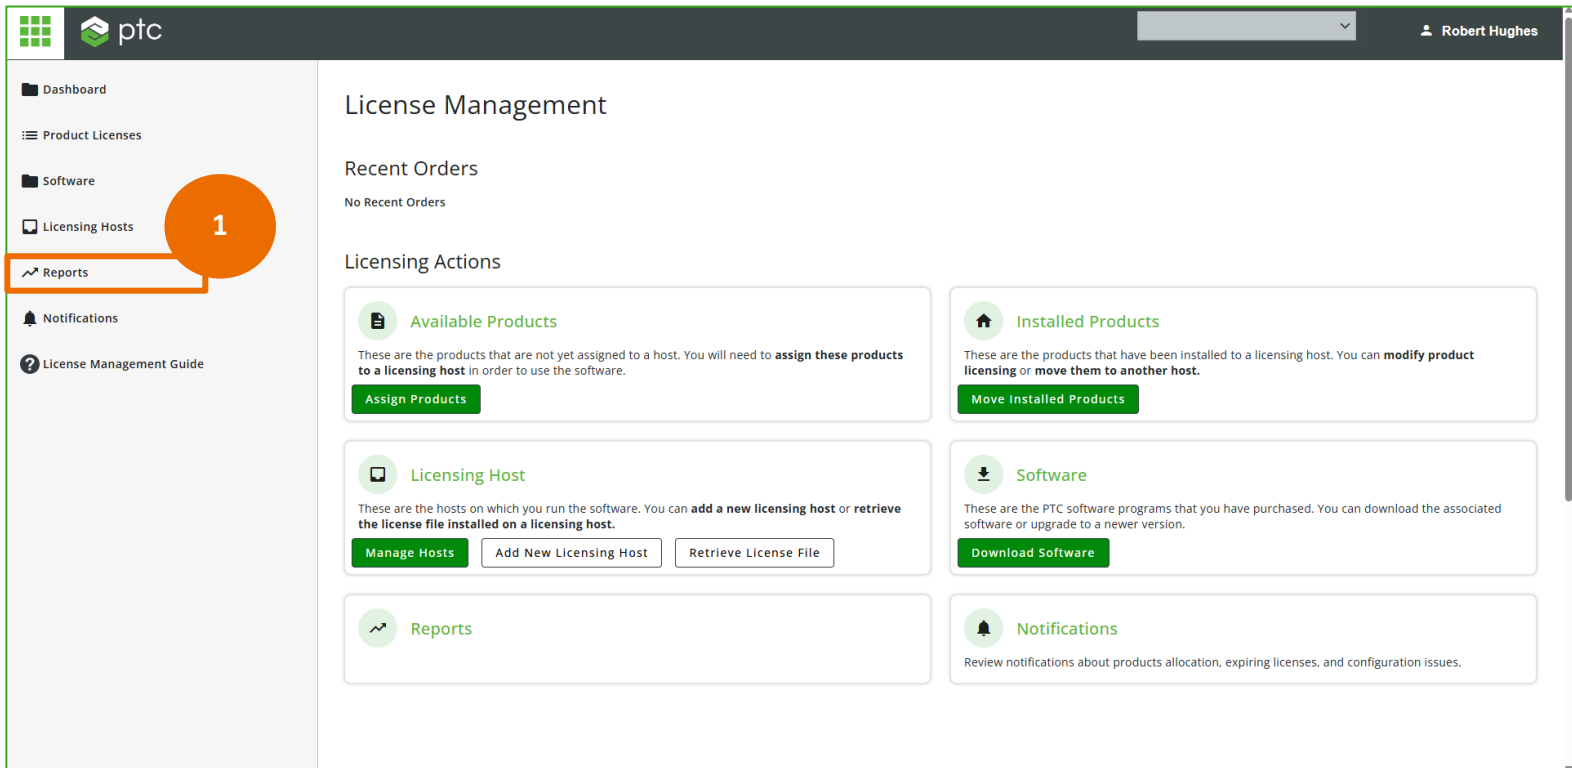 ptc
Robert Hughes
Dashboard
Product Licenses
Software
Licensing Hosts
1
Reports
Notifications
License Management Guide
License Management
Recent Orders
No Recent Orders
Licensing Actions
Available Products
These are the products that are not yet assigned to a host. You will need to assign these products
to a licensing host in order to use the software.
Assign Products
Installed Products
These are the products that have been installed to a licensing host. You can modify product
licensing or move them to another host.
Move Installed Products
Licensing Host
These are the hosts on which you run the software. You can add a new licensing host or retrieve
the license file installed on a licensing host.
Manage Hosts
Add New Licensing Host
Retrieve License File
Software
These are the PTC software programs that you have purchased. You can download the associated
software or upgrade to a newer version.
Download Software
Reports
Notifications
Review notifications about products allocation, expiring licenses, and configuration issues.